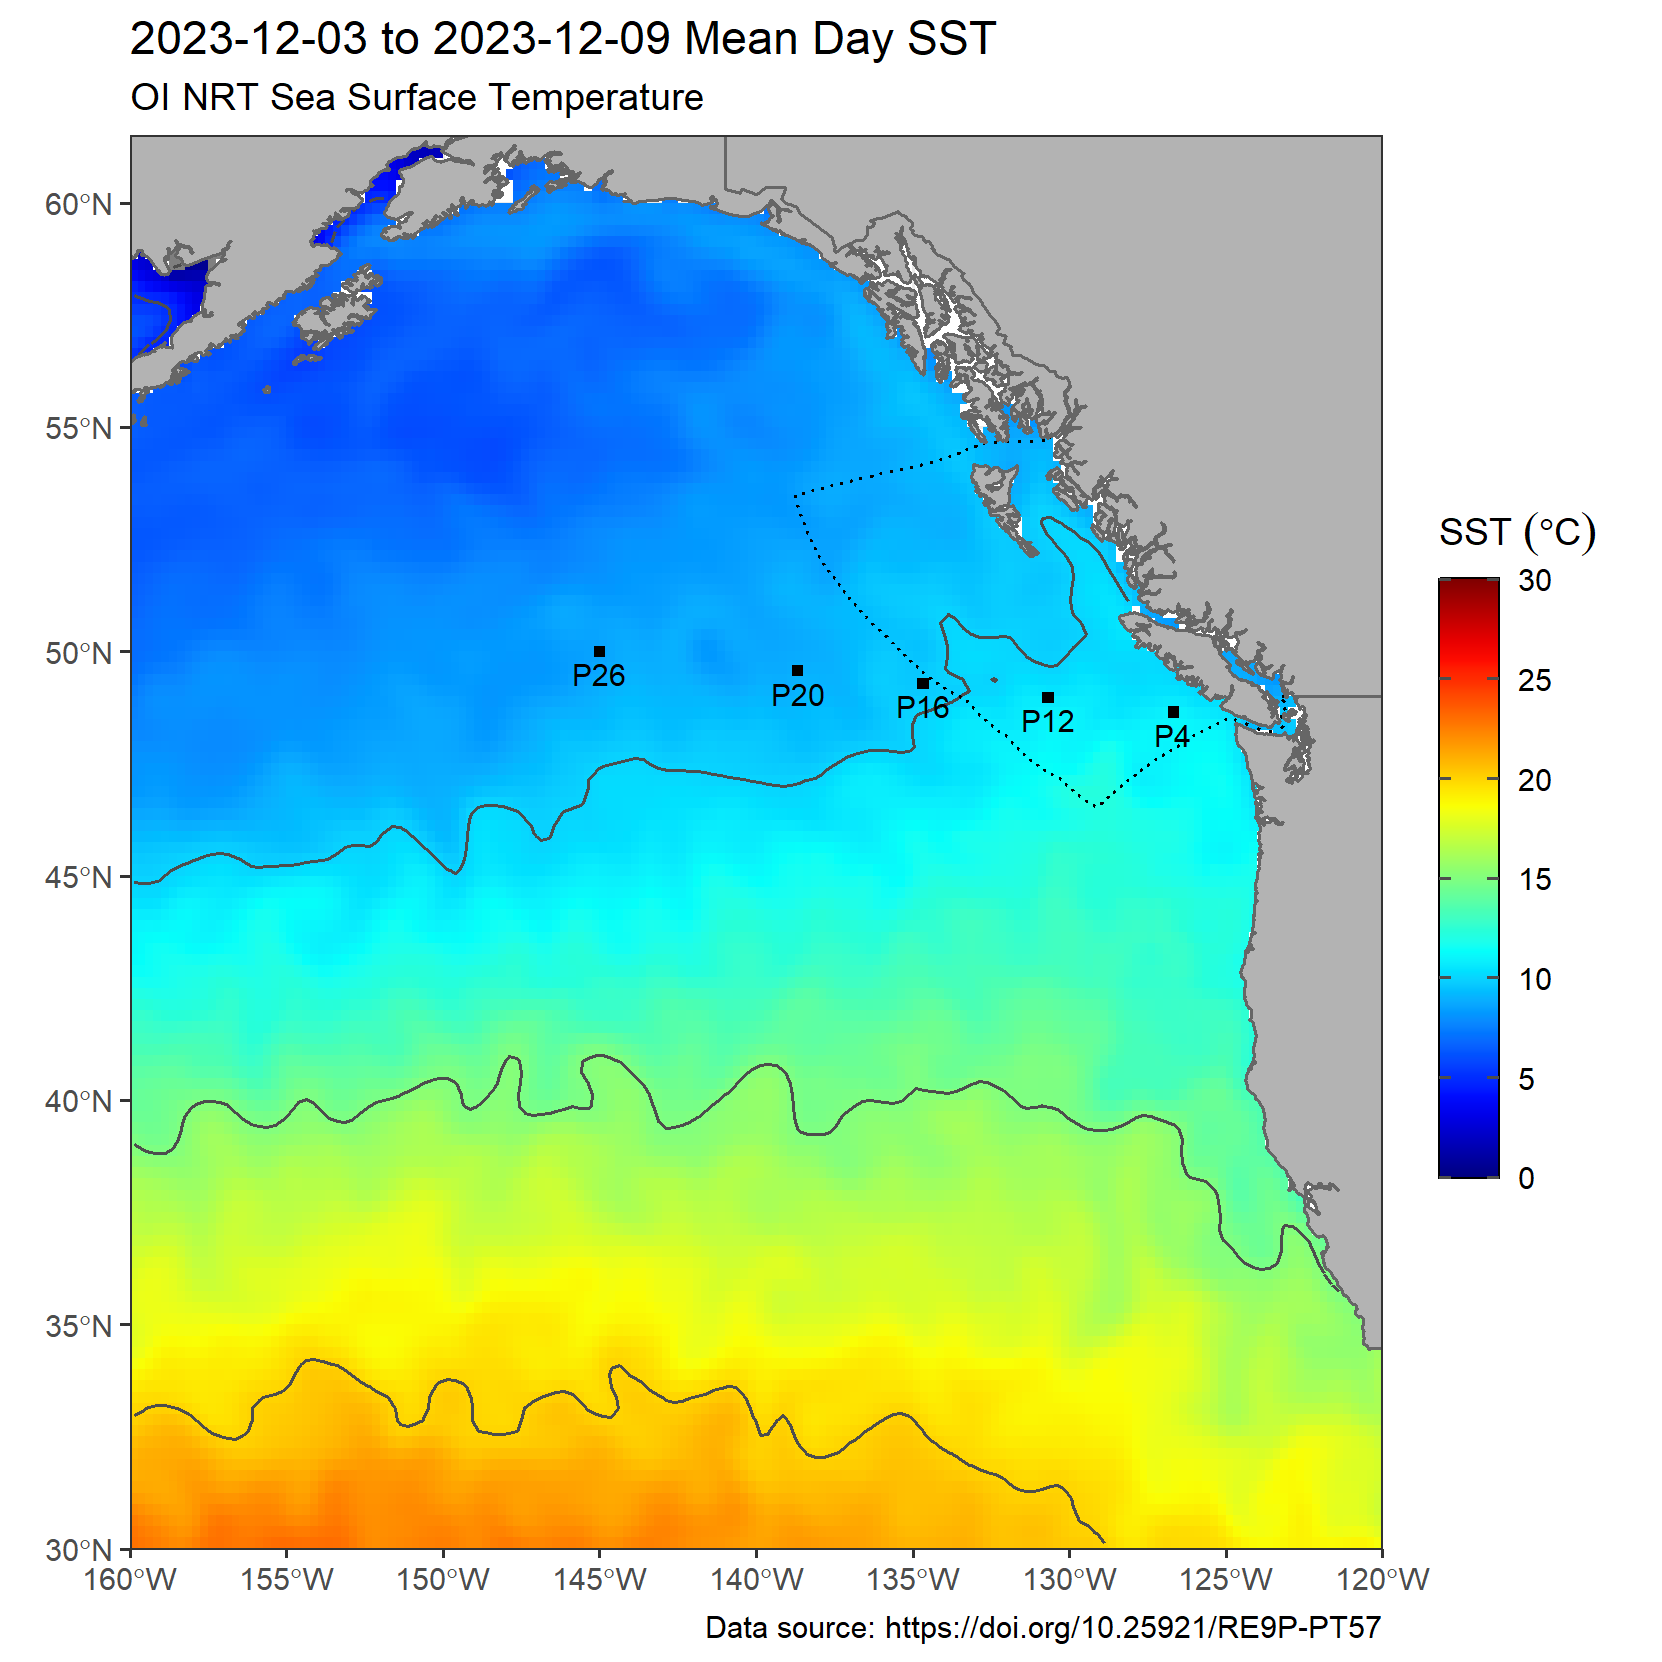 2023-12-03 to 2023-12-09 Mean Day SST
OI NRT Sea Surface Temperature
60°N
55°N
50°N
45°N
40°N
35°N
30°N
P26
P20
P16
P12
P4
160°W
155°W
150°W
145°W
140°W
135°W
130°W
125°W
120°W
SST (°C)
30
25
20
15
10
5
0
Data source: https://doi.org/10.25921/RE9P-PT57